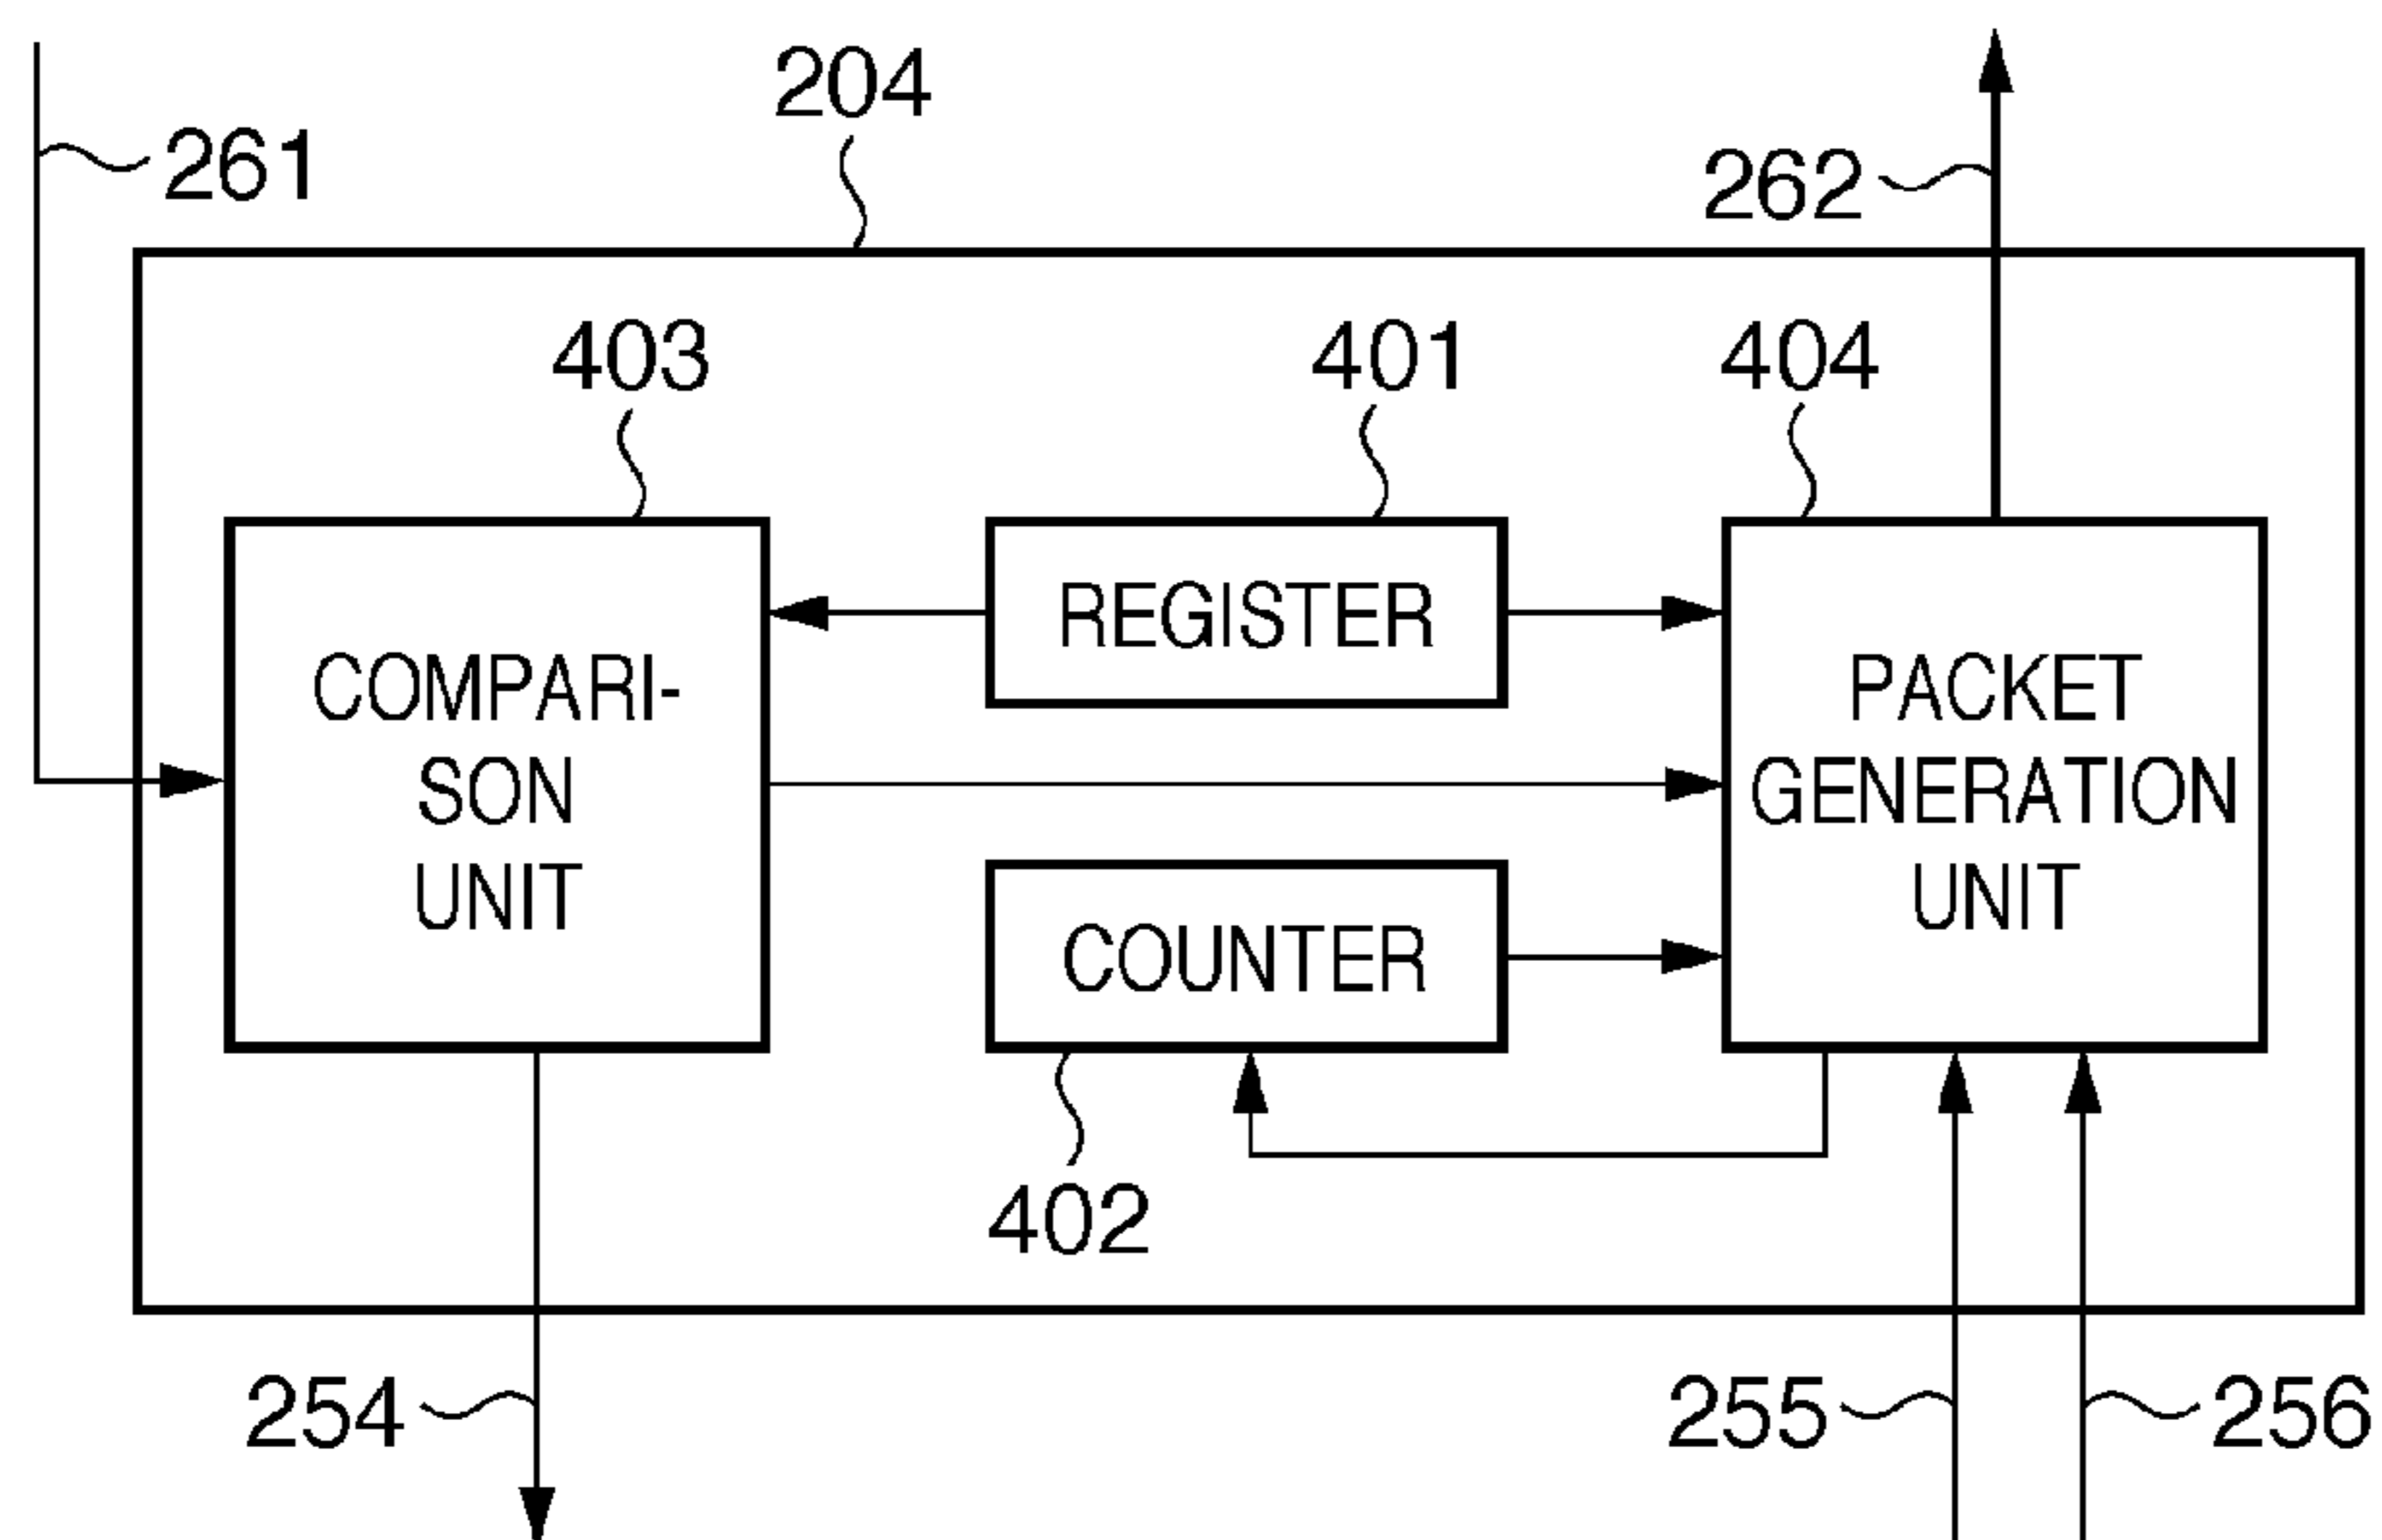 204
261
262
403
401
404
REGISTER
COMPARI-
SON
UNIT
PACKET
GENERATION
UNIT
COUNTER
402
254
255
256